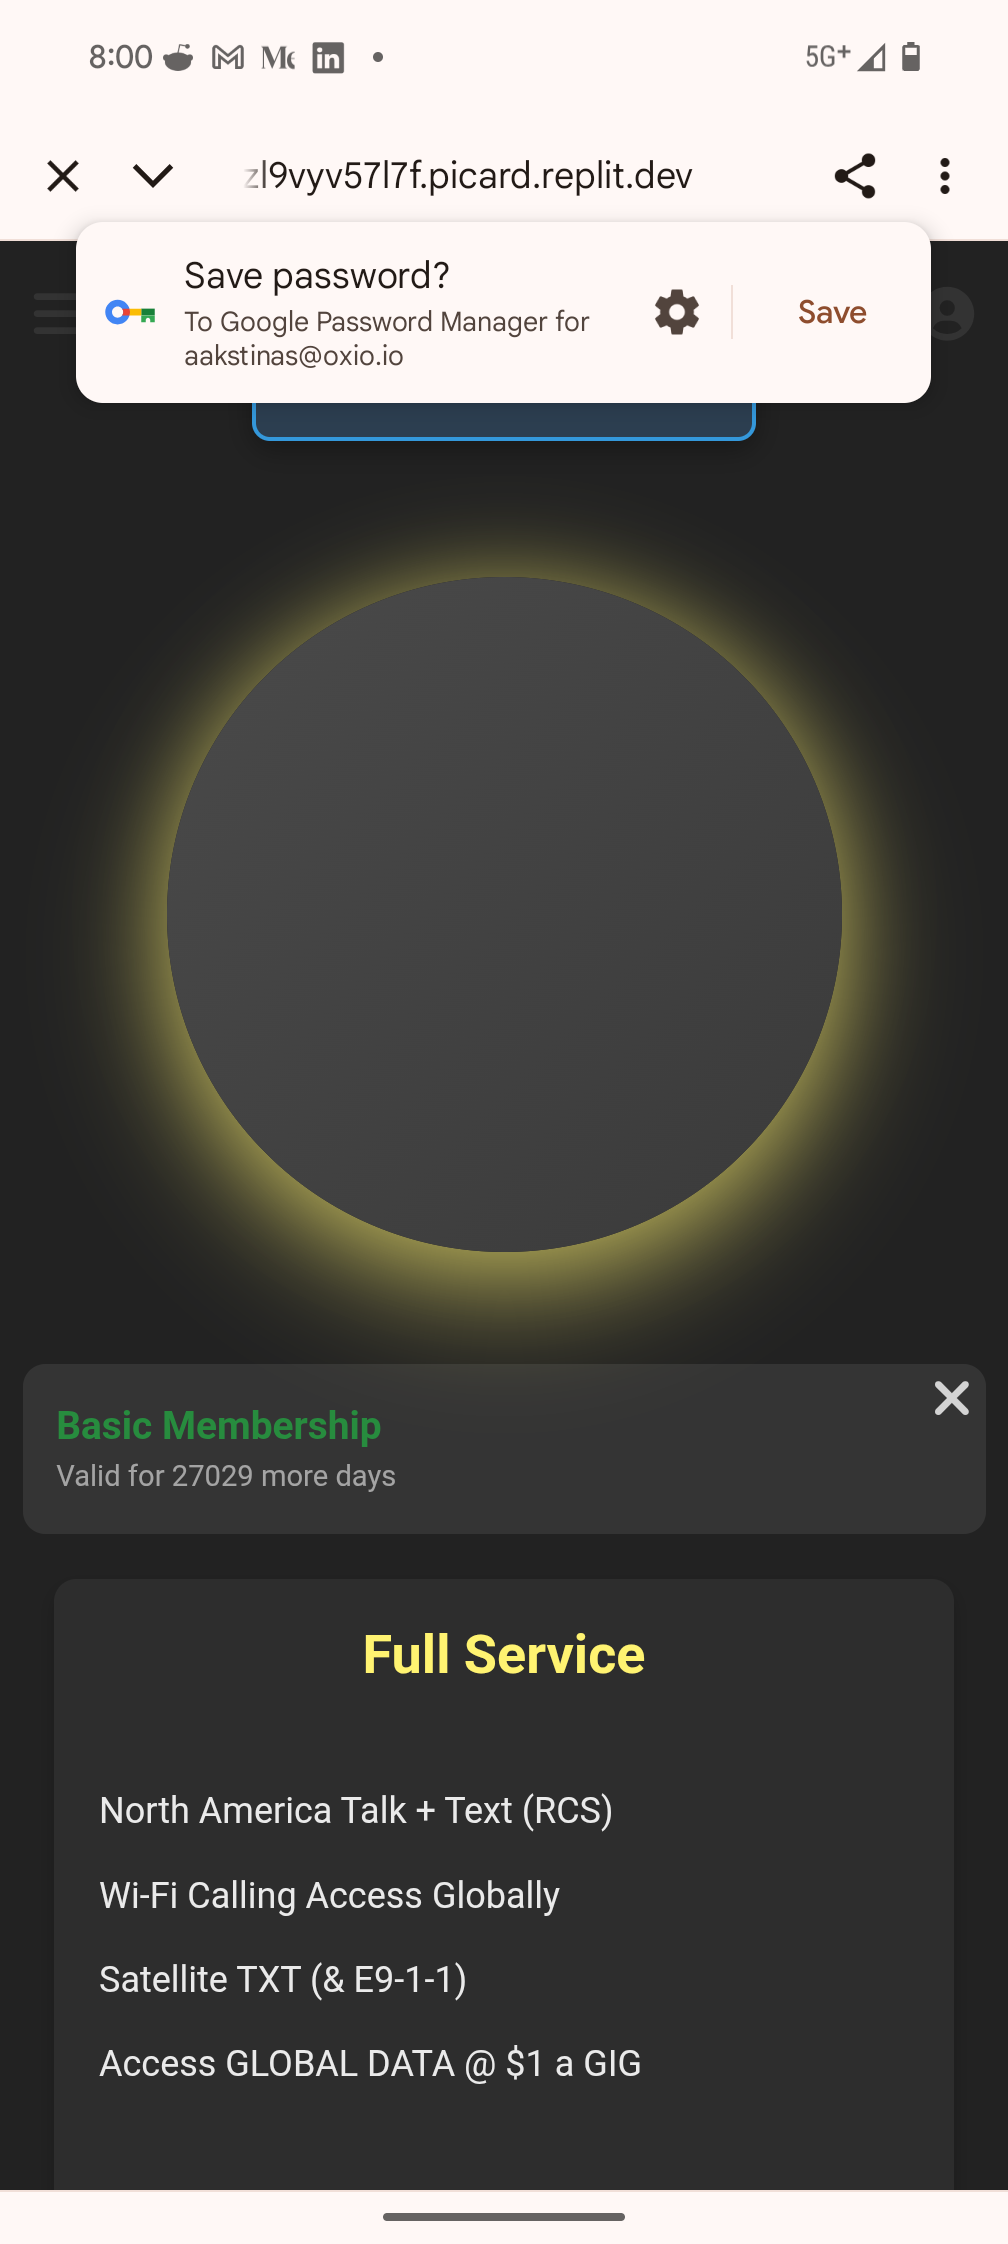 8:00
5G+
zl9vyv57l7f.picard.replit.dev
Save password?
To Google Password Manager for
aakstinas@oxio.io
Save
Basic Membership
Valid for 27029 more days
Full Service
North America Talk + Text (RCS)
Wi-Fi Calling Access Globally
Satellite TXT (& E9-1-1)
Access GLOBAL DATA @ $1 a GIG